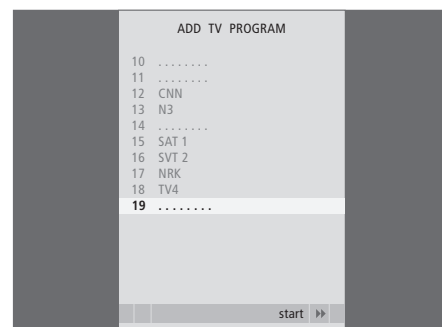 ADD TV PROGRAM
10 ........
11 ........
12 CNN
13 N3
14 ........
15 SAT 1
16 SVT 2
17 NRK
18 TV4
19 ........
start